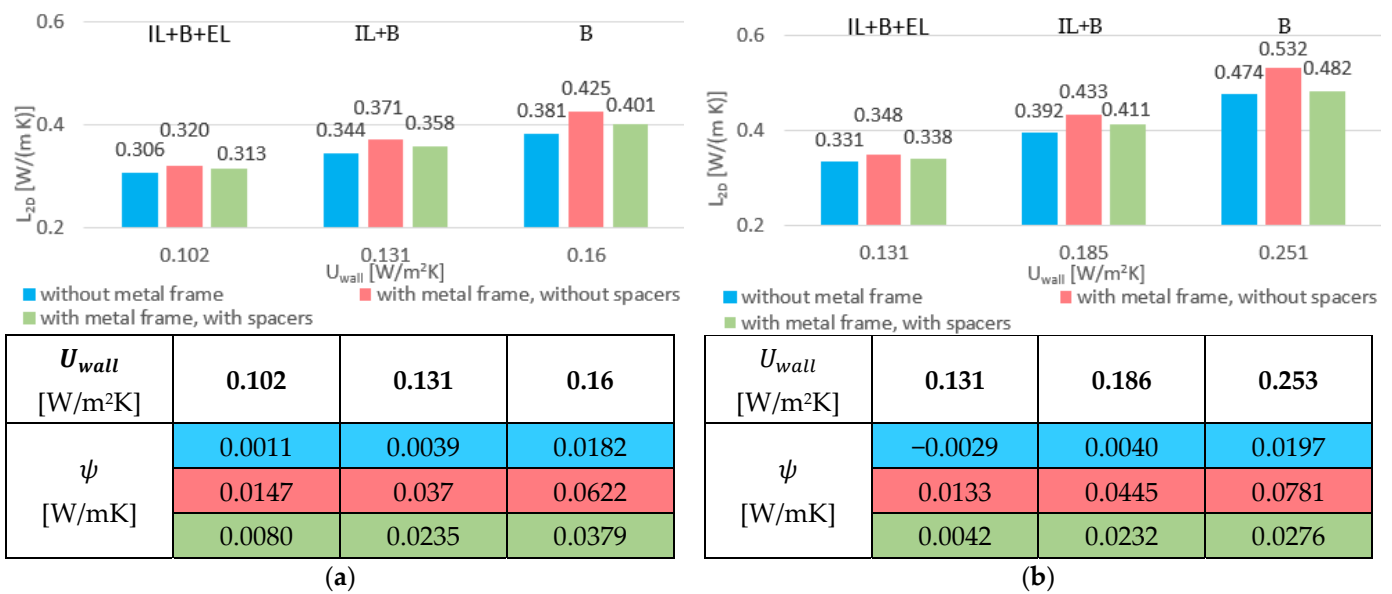 0.6
IL+B+EL IL+B B
0.425
0.371 0.381 0.401
0.4
0.344 0.358
0.306 0.320 0.313
0.2
L2D [W/(m K)]
0.102 0.131 0.16
Uwall [W/m²K]
without metal frame with metal frame, without spacers
with metal frame, with spacers
Uwall
[W/m²K] 0.102 0.131 0.16
ψ
[W/mK]
0.0011 0.0039 0.0182
0.0147 0.037 0.0622
0.0080 0.0235 0.0379
(a)
0.6
IL+B+EL IL+B B
0.532
0.474 0.482
0.433
0.392 0.411
0.4
0.348
0.331 0.338
0.2
L2D [W/(m K)]
0.131 0.185 0.251
Uwall [W/m²K]
without metal frame with metal frame, without spacers
with metal frame, with spacers
Uwall
[W/m²K] 0.131 0.186 0.253
ψ
[W/mK]
−0.0029 0.0040 0.0197
0.0133 0.0445 0.0781
0.0042 0.0232 0.0276
(b)